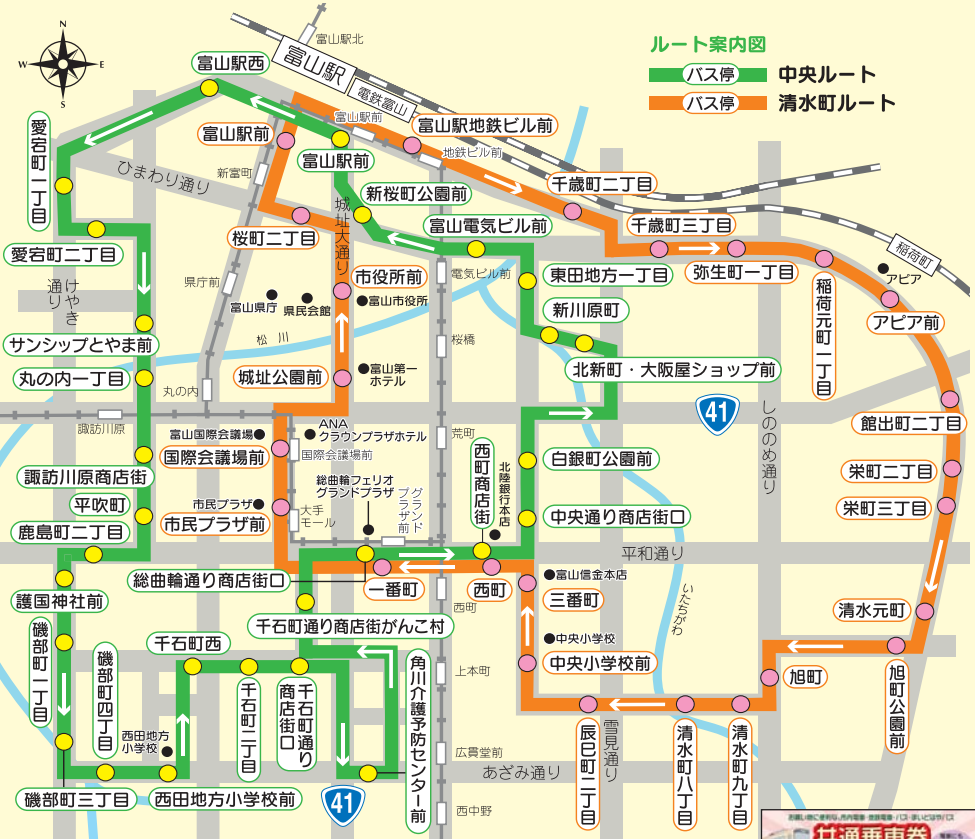 N
W
E
S
富山駅北
富山駅
電鉄富山
ルート案内図
バス停 中央ルート
バス停 清水町ルート
富山駅西
富山駅前
富山駅前
富山駅前
富山駅地鉄ビル前
地鉄ビル前
愛宕町一丁目
ひまわり通り
新富町
新桜町公園前
千歳町二丁目
桜町二丁目
城址大通り
富山電気ビル前
千歳町三丁目
愛宕町二丁目
けやき通り
県庁前
市役所前
電気ビル前
東田地方一丁目
弥生町一丁目
稲荷町
アピア
富山県庁
県民会館
富山市役所
新川原町
稲荷元町一丁目
アピア前
サンシップとやま前
松川
桜橋
丸の内一丁目
丸の内
城址公園前
富山第一
ホテル
北新町・大阪屋ショップ前
41
しののめ通り
諏訪川原
富山国際会議場
ANA
クラウンプラザホテル
国際会議場前
国際会議場前
荒町
館出町二丁目
諏訪川原商店街
総曲輪フェリオ
グランドプラザ
グランドプラザ前
西町商店街
北陸銀行本店
白銀町公園前
栄町二丁目
平吹町
市民プラザ
市民プラザ前
大手
モール
中央通り商店街口
栄町三丁目
鹿島町二丁目
平和通り
総曲輪通り商店街口
一番町
西町
富山信金本店
三番町
護国神社前
西町
いたちがわ
清水元町
千石町通り商店街がんこ村
磯部町一丁目
千石町西
中央小学校
中央小学校前
磯部町四丁目
上本町
旭町
旭町公園前
西田地方
小学校
千石町二丁目
千石町通り商店街口
角川介護予防センター前
広貫堂前
あざみ通り
辰巳町二丁目
雪見通り
清水町八丁目
清水町九丁目
磯部町三丁目
西田地方小学校前
41
西中野
共通乗車券